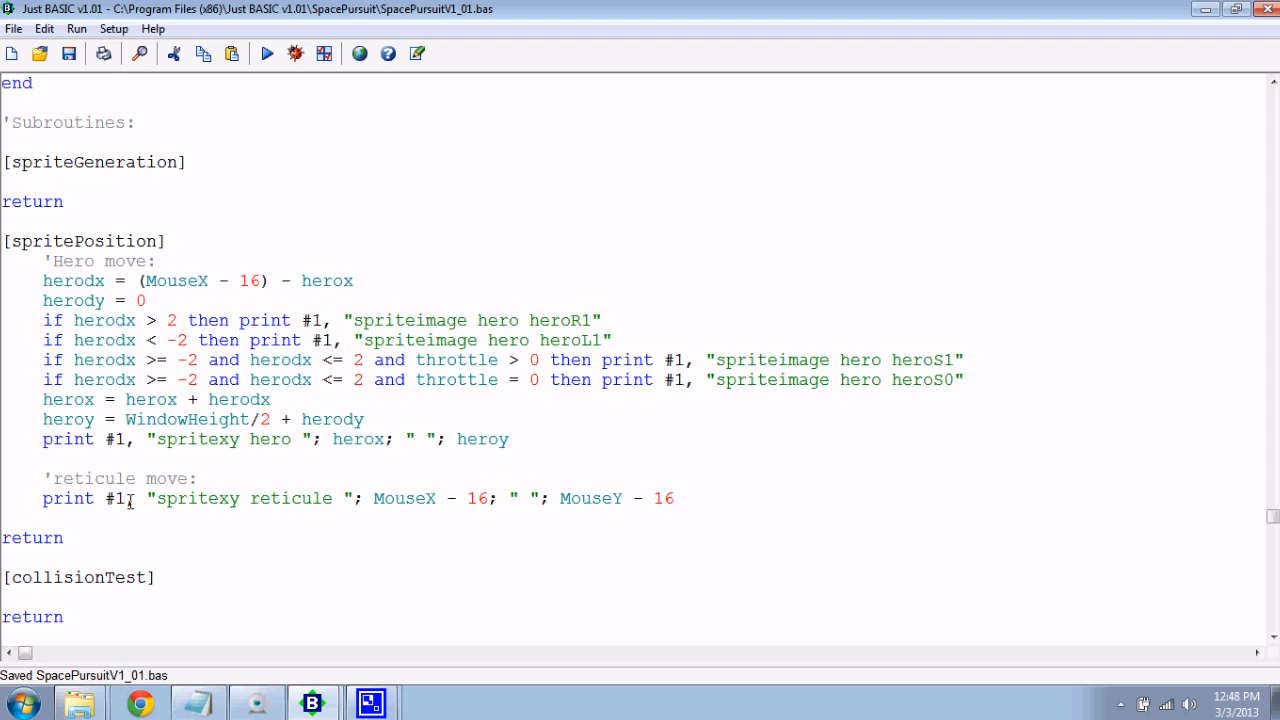 Just BASIC v1.01 - C:\Program Files (x86)\Just BASIC v1.01\SpacePursuit\SpacePursuitV1_01.bas
File Edit Run Setup Help
end
'Subroutines:
[spriteGeneration]
return
[spritePosition]
'Hero move:
herodx = (MouseX - 16) - herox
herody = 0
if herodx > 2 then print #1, "spriteimage hero heroR1"
if herodx < -2 then print #1, "spriteimage hero heroL1"
if herodx >= -2 and herodx <= 2 and throttle > 0 then print #1, "spriteimage hero heroS1"
if herodx >= -2 and herodx <= 2 and throttle = 0 then print #1, "spriteimage hero heroS0"
herox = herox + herodx
heroy = WindowHeight/2 + herody
print #1, "spritexy hero "; herox; " "; heroy
'reticule move:
print #1, "spritexy reticule "; MouseX - 16; " "; MouseY - 16
return
[collisionTest]
return
Saved SpacePursuitV1_01.bas
12:48 PM
3/3/2013